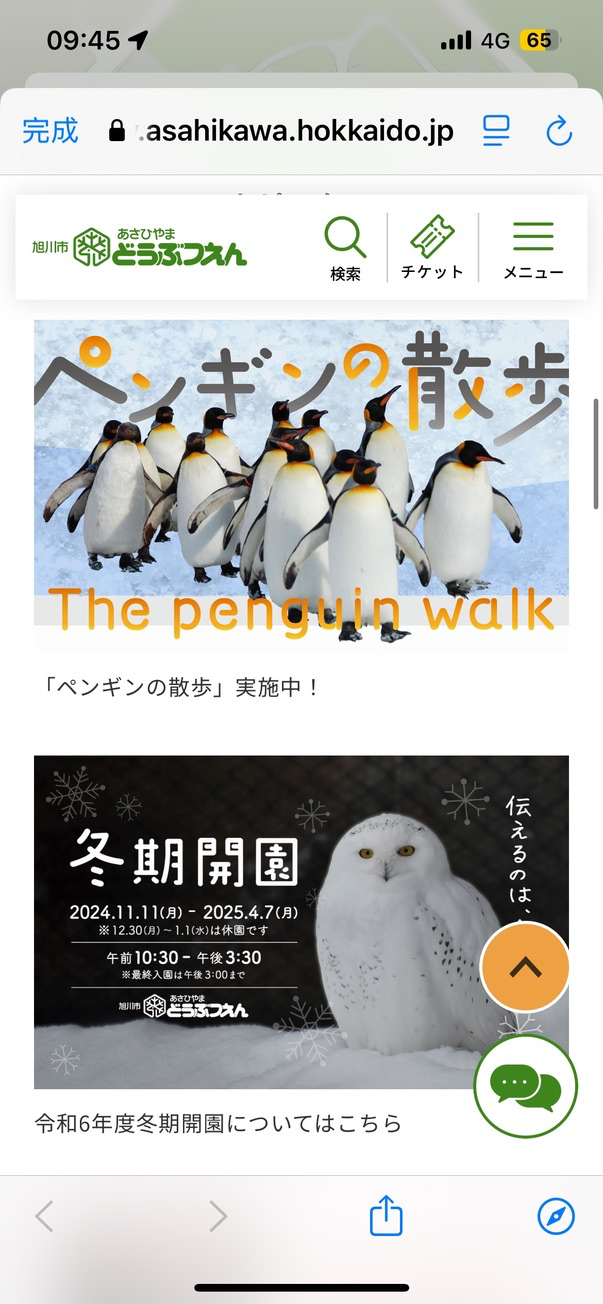 09:45
4G
65
完成
.asahikawa.hokkaido.jp
旭川市
あさひやま
どうぶつえん
検索
チケット
メニュー
ペンギンの散歩
The penguin walk
「ペンギンの散歩」実施中！
冬期開園
2024.11.11(月) - 2025.4.7(月)
※12.30(月)～1.1(水)は休園です
午前10:30 - 午後3:30
※最終入園は午後3:00まで
旭川市
あさひやま
どうぶつえん
伝えるのは、
令和6年度冬期開園についてはこちら